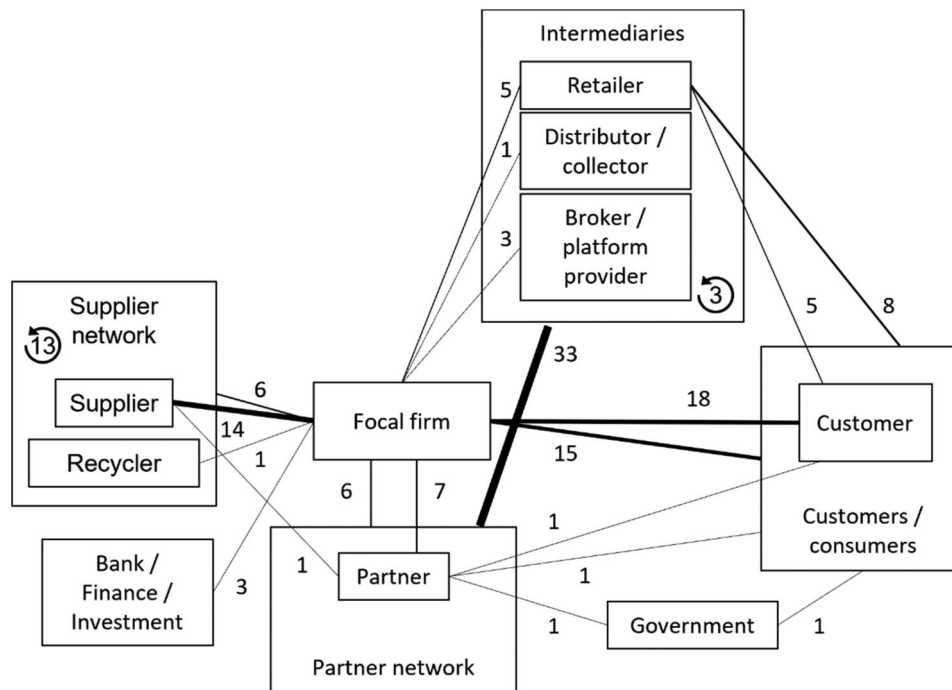 Intermediaries
Retailer
5
Distributor /
collector
1
Broker /
platform
provider
3
3
Supplier
network
13
Supplier
Recycler
6
14
1
Focal firm
33
5
8
18
15
Customer
Customers /
consumers
6
7
1
1
Bank /
Finance /
Investment
3
1
Partner
Partner network
1
Government
1